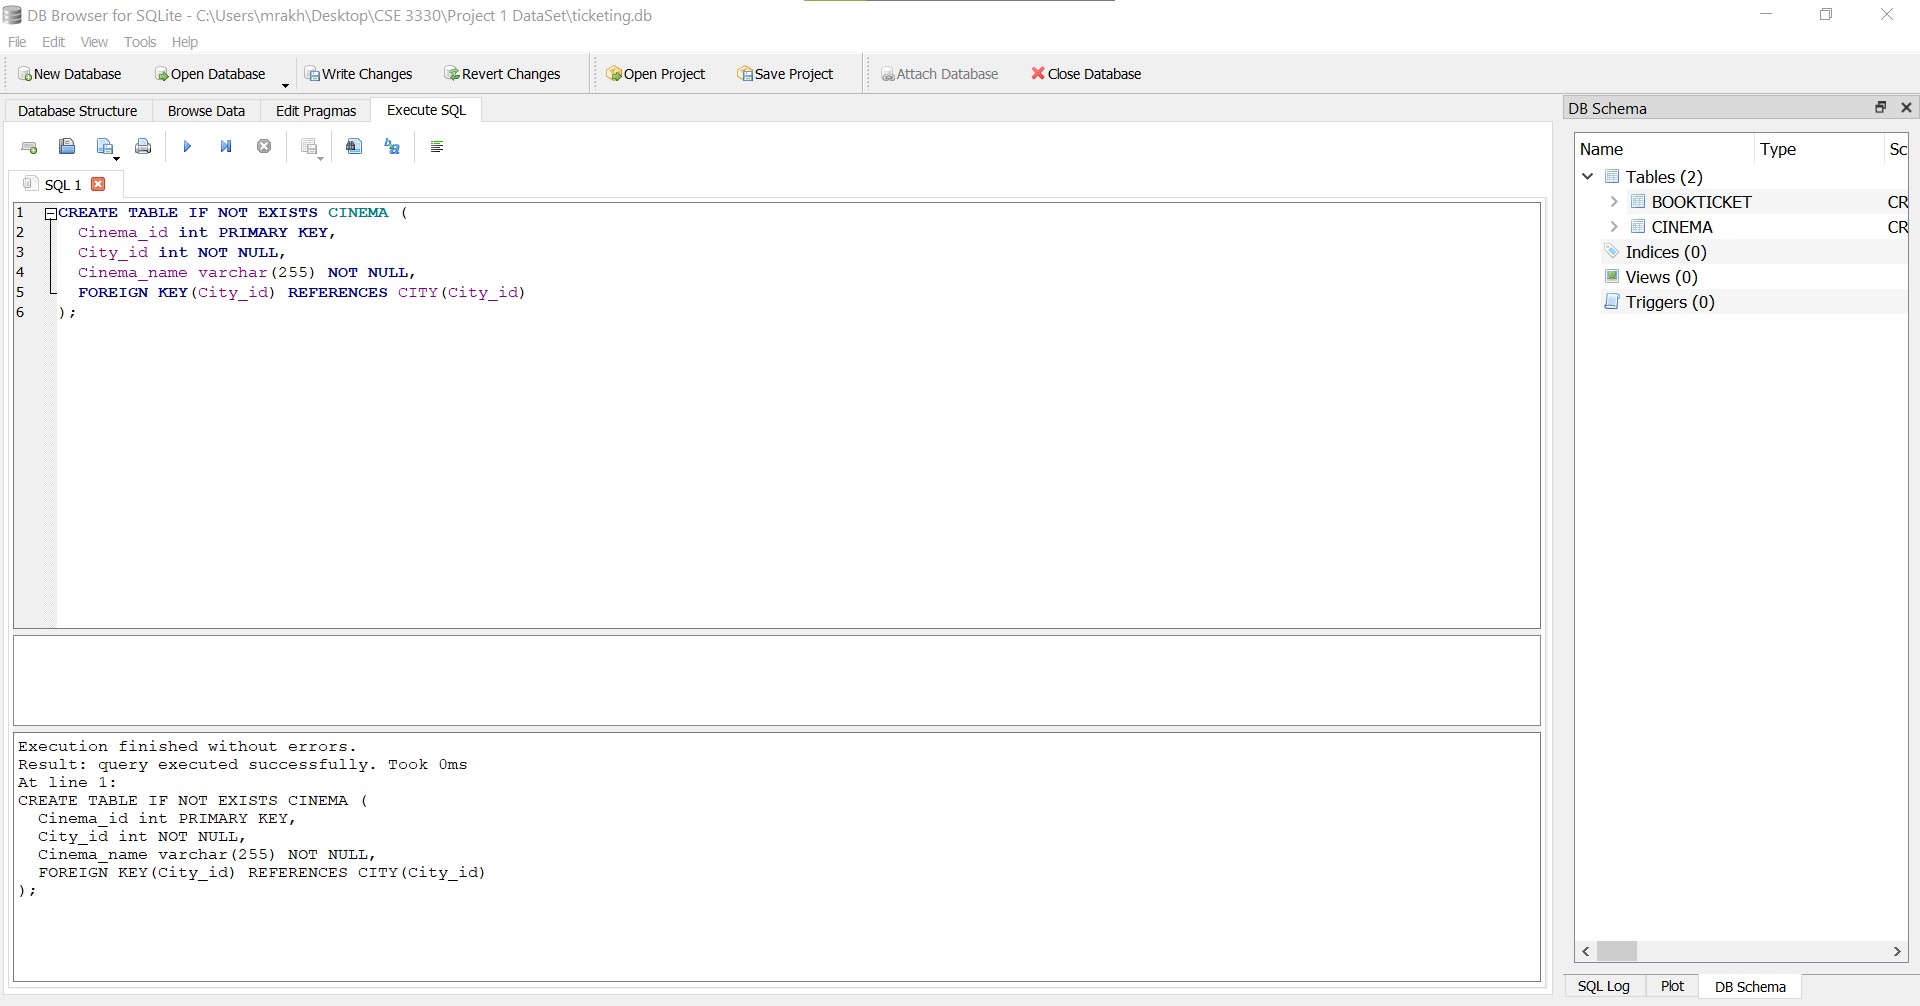 DB Browser for SQLite - C:\Users\mrakh\Desktop\CSE 3330\Project 1 DataSet\ticketing.db
File Edit View Tools Help
New Database Open Database Write Changes Revert Changes Open Project Save Project Attach Database Close Database
Database Structure Browse Data Edit Pragmas Execute SQL
SQL 1
1 CREATE TABLE IF NOT EXISTS CINEMA (
2 Cinema_id int PRIMARY KEY,
3 City_id int NOT NULL,
4 Cinema_name varchar(255) NOT NULL,
5 FOREIGN KEY(City_id) REFERENCES CITY(City_id)
6 );
Execution finished without errors.
Result: query executed successfully. Took 0ms
At line 1:
CREATE TABLE IF NOT EXISTS CINEMA (
Cinema_id int PRIMARY KEY,
City_id int NOT NULL,
Cinema_name varchar(255) NOT NULL,
FOREIGN KEY(City_id) REFERENCES CITY(City_id)
);
DB Schema
Name Type Sc
Tables (2)
BOOKTICKET CR
CINEMA CR
Indices (0)
Views (0)
Triggers (0)
SQL Log Plot DB Schema